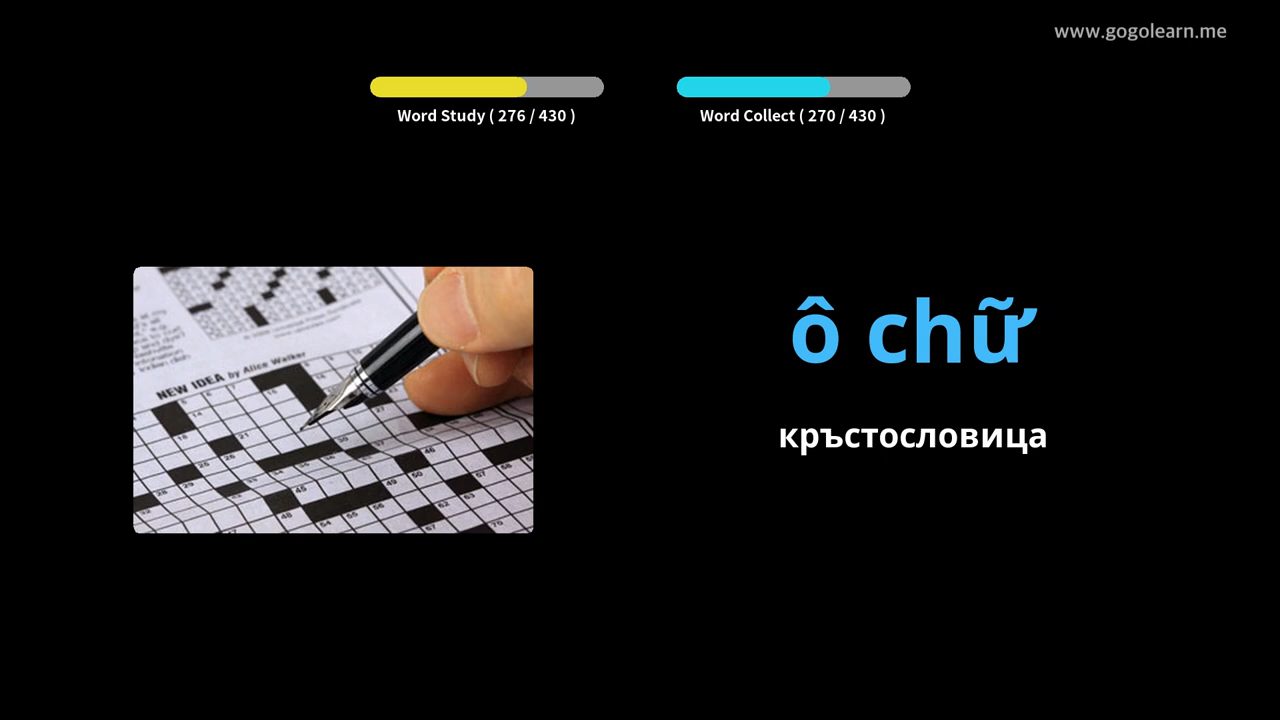 www.gogolearn.me
Word Study ( 276 / 430 )
Word Collect ( 270 / 430 )
NEW IDEA by Alice Walker
ô chữ
кръстословица